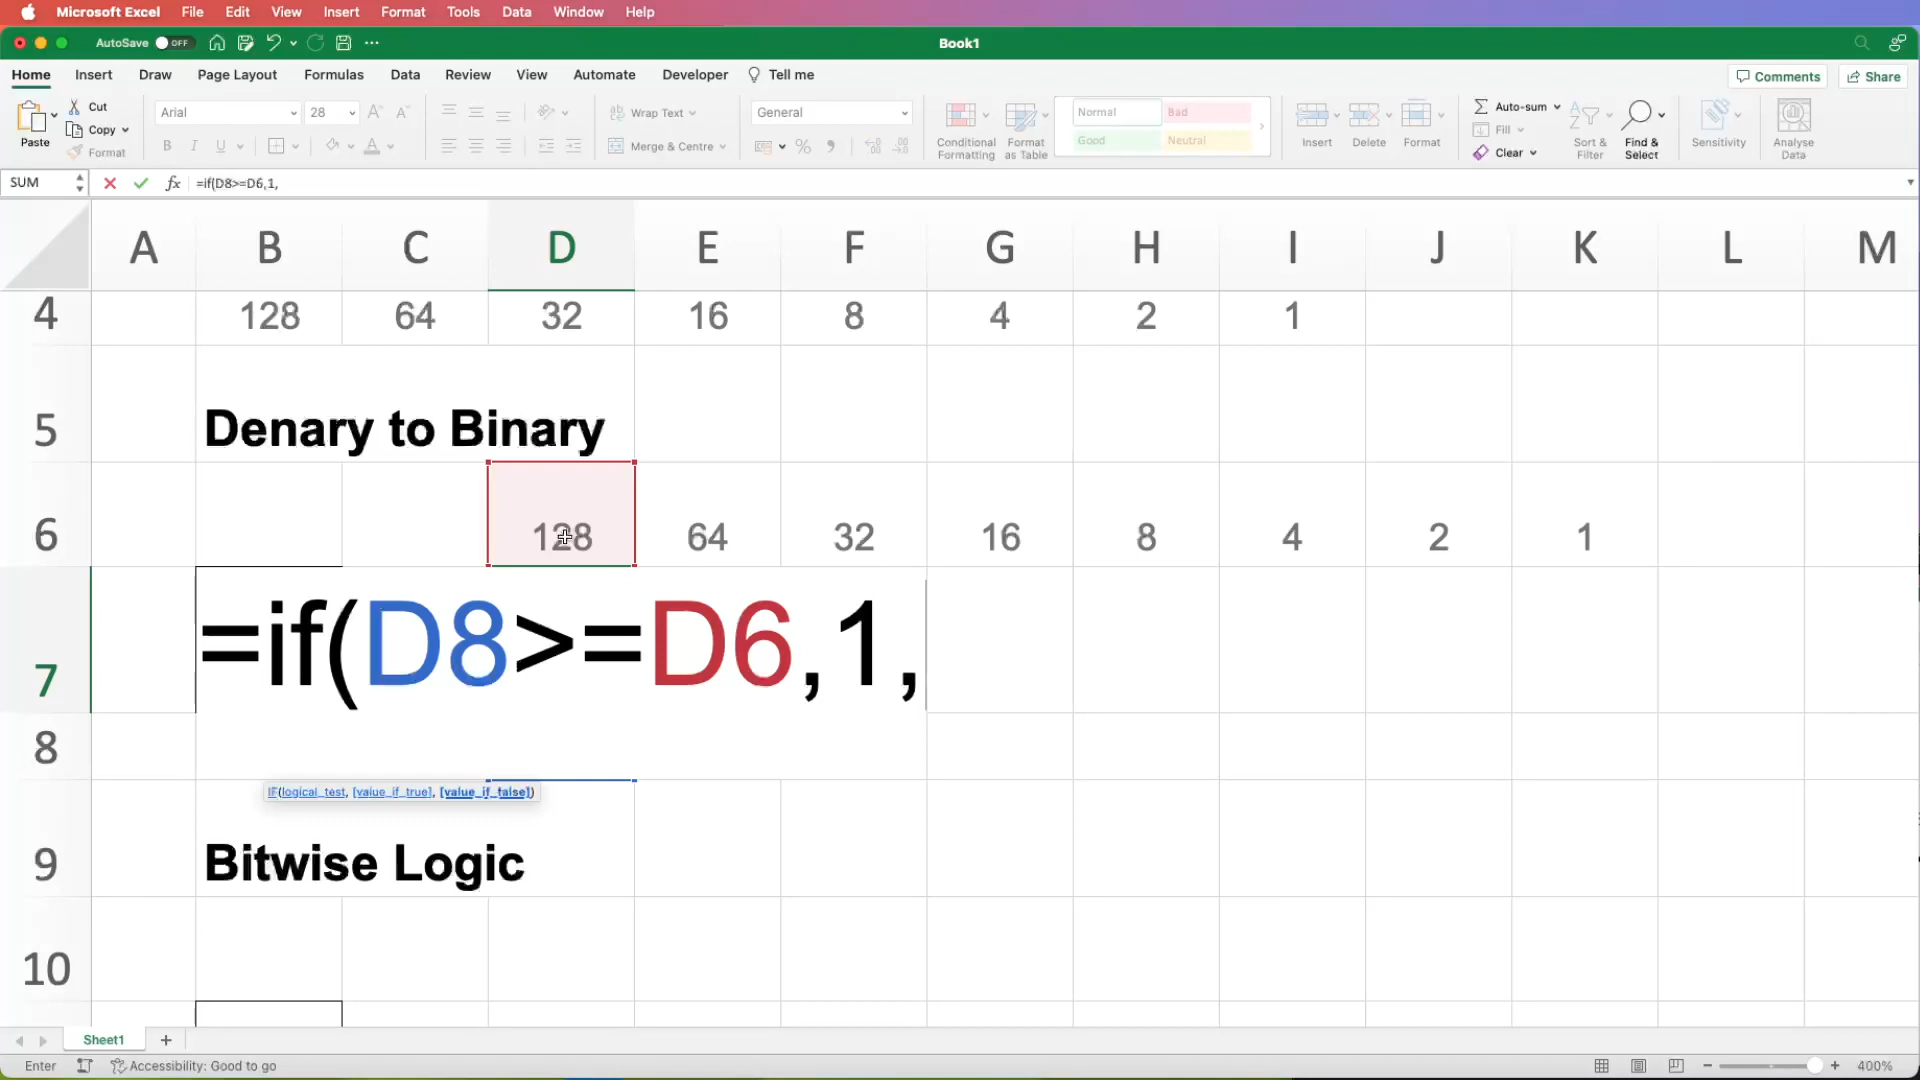 Microsoft Excel File Edit View Insert Format Tools Data Window Help
AutoSave OFF Book1
Home Insert Draw Page Layout Formulas Data Review View Automate Developer Tell me Comments Share
Paste Cut Copy Format
Arial 28
B I U
Wrap Text
Merge & Centre
General
Conditional Formatting
Format as Table
Normal Bad
Good Neutral
Insert Delete Format
Auto-sum
Fill
Clear
Sort & Filter
Find & Select
Sensitivity
Analyse Data
SUM fx =if(D8>=D6,1,
A B C D E F G H I J K L M
4 128 64 32 16 8 4 2 1
5 Denary to Binary
6 128 64 32 16 8 4 2 1
7 =if(D8>=D6,1,
8
IF(logical_test, [value_if_true], [value_if_false])
9 Bitwise Logic
10
Sheet1
Enter Accessibility: Good to go 400%